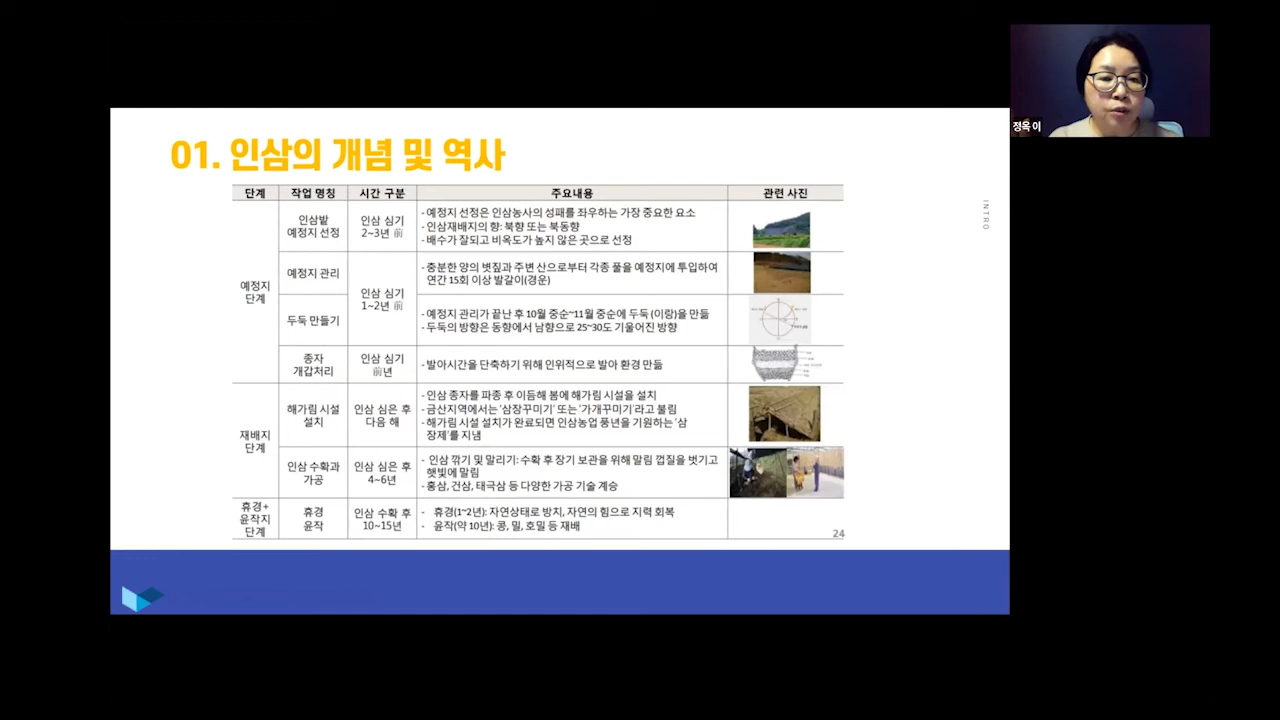 정옥 이
01. 인삼의 개념 및 역사
INTRO
단계 작업 명칭 시간 구분 주요내용 관련 사진
예정지
단계
인삼밭
예정지 선정
인삼 심기
2~3년 前
- 예정지 선정은 인삼농사의 성패를 좌우하는 가장 중요한 요소
- 인삼재배지의 향: 북향 또는 북동향
- 배수가 잘되고 비옥도가 높지 않은 곳으로 선정
예정지 관리
인삼 심기
1~2년 前
- 충분한 양의 볏짚과 주변 산으로부터 각종 풀을 예정지에 투입하여
연간 15회 이상 발갈이(경운)
두둑 만들기
- 예정지 관리가 끝난 후 10월 중순~11월 중순에 두둑(이랑)을 만듦
- 두둑의 방향은 동향에서 남향으로 25~30도 기울어진 방향
종자
개갑처리
인삼 심기
前년
- 발아시간을 단축하기 위해 인위적으로 발아 환경 만듦
재배지
단계
해가림 시설
설치
인삼 심은 후
다음 해
- 인삼 종자를 파종 후 이듬해 봄에 해가림 시설을 설치
- 금산지역에서는 '삼장꾸미기' 또는 '가개꾸미기'라고 불림
- 해가림 시설 설치가 완료되면 인삼농업 풍년을 기원하는 '삼
장제'를 지냄
인삼 수확과
가공
인삼 심은 후
4~6년
- 인삼 깎기 및 말리기: 수확 후 장기 보관을 위해 말림 껍질을 벗기고
햇빛에 말림
- 홍삼, 건삼, 태극삼 등 다양한 가공 기술 계승
휴경+
윤작지
단계
휴경
윤작
인삼 수확 후
10~15년
- 휴경(1~2년): 자연상태로 방치, 자연의 힘으로 지력 회복
- 윤작(약 10년): 콩, 밀, 호밀 등 재배
24